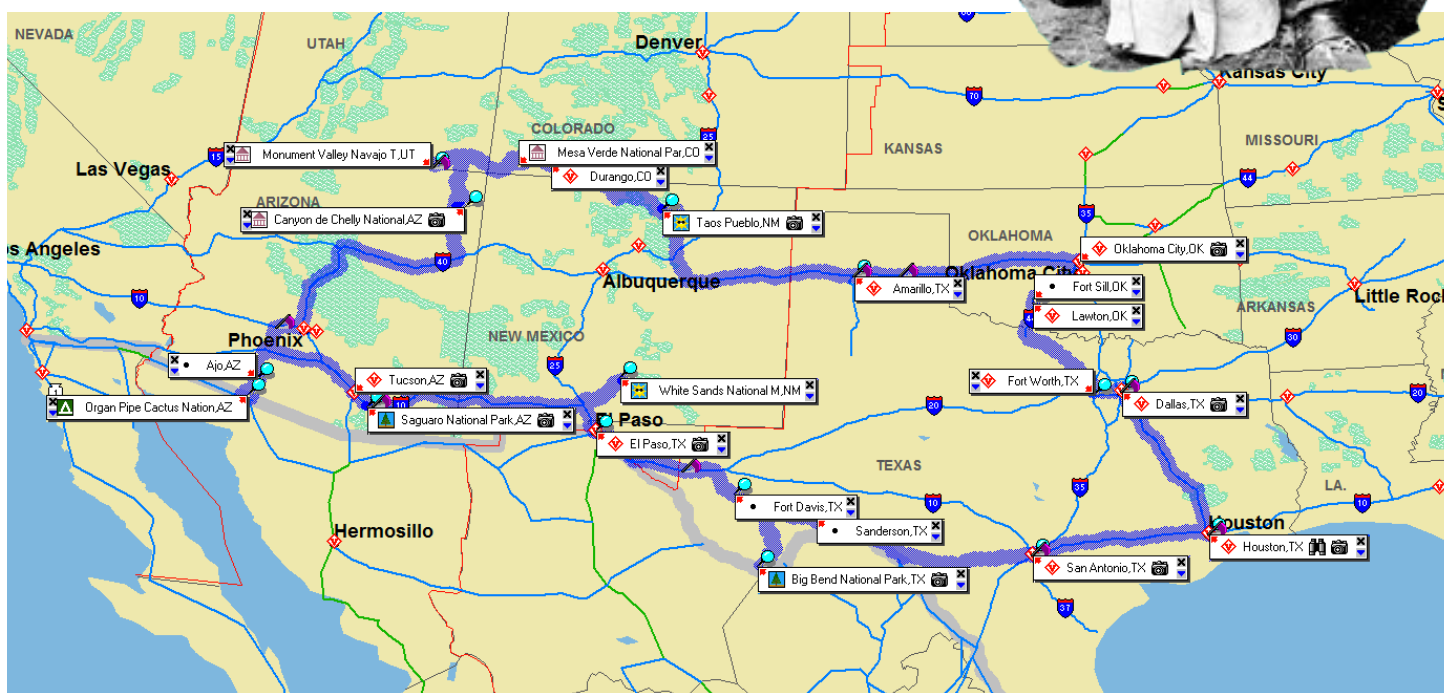 NEVADA
UTAH
Denver
Kansas City
70
COLORADO
25
MISSOURI
KANSAS
15
Monument Valley Navajo T,UT
Mesa Verde National Par,CO
Las Vegas
Durango,CO
44
ARIZONA
Canyon de Chelly National,AZ
Taos Pueblo,NM
35
OKLAHOMA
Oklahoma City,OK
os Angeles
40
Albuquerque
Oklahoma City
Amarillo,TX
Fort Sill,OK
Little Rock
10
ARKANSAS
Lawton,OK
44
Phoenix
NEW MEXICO
30
Ajo,AZ
25
Tucson,AZ
White Sands National M,NM
Fort Worth,TX
20
Organ Pipe Cactus Nation,AZ
10
Saguaro National Park,AZ
20
Dallas,TX
El Paso
El Paso,TX
TEXAS
LA.
35
10
10
Fort Davis,TX
Hermosillo
Sanderson,TX
Houston
Houston,TX
San Antonio,TX
Big Bend National Park,TX
37